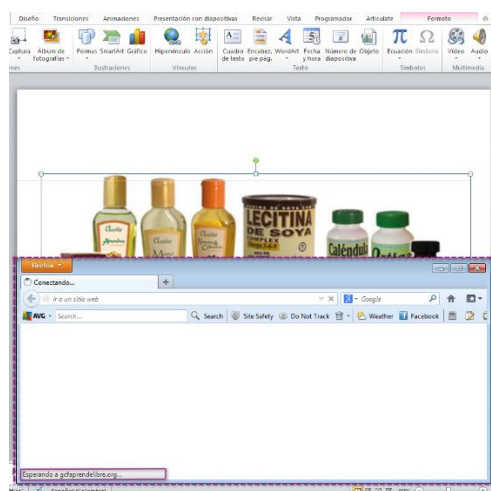 Diseño Transiciones Animaciones Presentación con diapositivas Revisar Vista Programador Articulate Formato
Captura Álbum de fotografías Formas SmartArt Gráfico Hipervínculo Acción Cuadro de texto Encabez. pie pág. WordArt Fecha y hora Número de diapositiva Objeto Ecuación Símbolo Video Audio
Ilustraciones Vínculos Texto Símbolos Multimedia
LECITINA
DE SOYA
COMPLEX
Caléndula
Firefox
Conectando...
Ir a un sitio web Google
AVG Search... Search Site Safety Do Not Track Weather Facebook
Esperando a gcfaprendelibre.org...